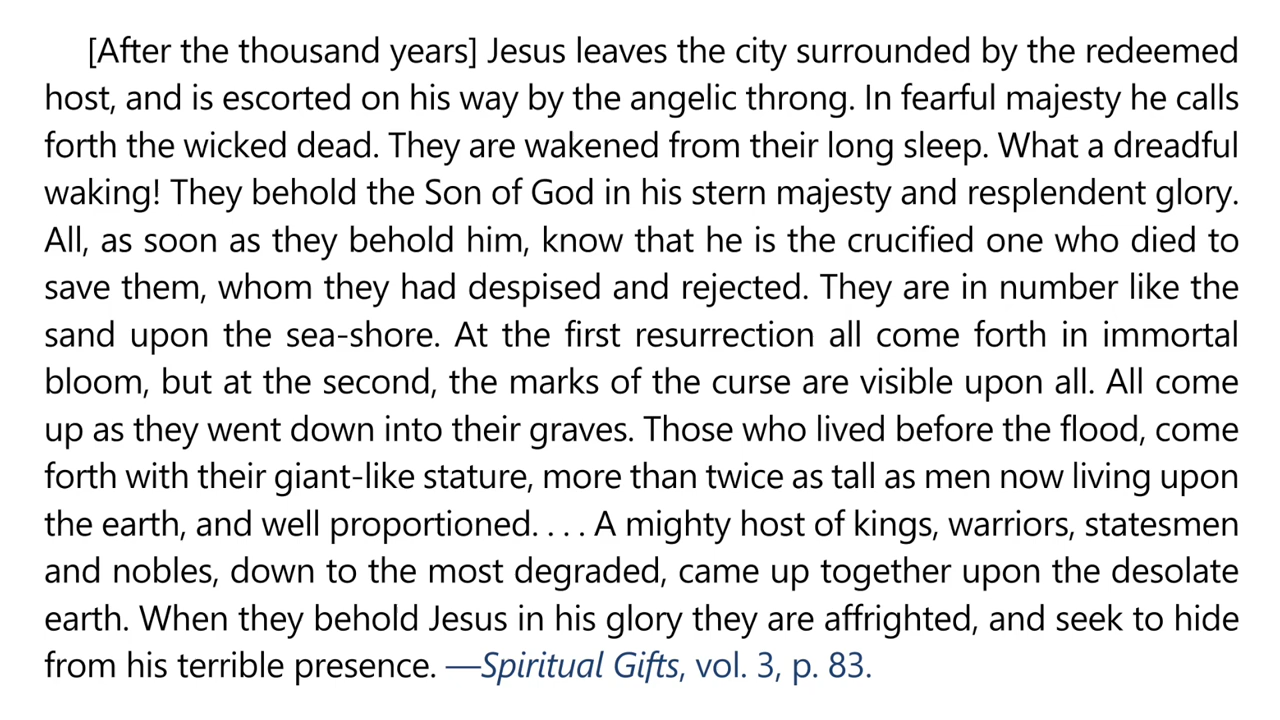 [After the thousand years] Jesus leaves the city surrounded by the redeemed
host, and is escorted on his way by the angelic throng. In fearful majesty he calls
forth the wicked dead. They are wakened from their long sleep. What a dreadful
waking! They behold the Son of God in his stern majesty and resplendent glory.
All, as soon as they behold him, know that he is the crucified one who died to
save them, whom they had despised and rejected. They are in number like the
sand upon the sea-shore. At the first resurrection all come forth in immortal
bloom, but at the second, the marks of the curse are visible upon all. All come
up as they went down into their graves. Those who lived before the flood, come
forth with their giant-like stature, more than twice as tall as men now living upon
the earth, and well proportioned. . . . A mighty host of kings, warriors, statesmen
and nobles, down to the most degraded, came up together upon the desolate
earth. When they behold Jesus in his glory they are affrighted, and seek to hide
from his terrible presence. —Spiritual Gifts, vol. 3, p. 83.